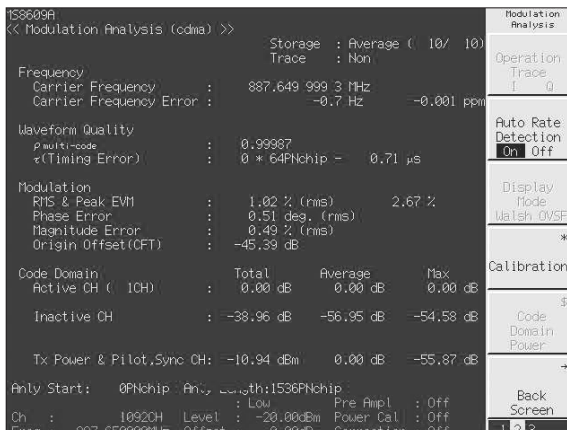 MS8609A
<< Modulation Analysis (cdma) >>
Storage : Average ( 10/ 10)
Trace : Non
Frequency
Carrier Frequency : 887.649 999 3 MHz
Carrier Frequency Error : -0.7 Hz -0.001 ppm
Waveform Quality
ρmulti-code : 0.99987
τ(Timing Error) : 0 * 64PNchip - 0.71 μs
Modulation
RMS & Peak EVM : 1.02 % (rms) 2.67 %
Phase Error : 0.51 deg. (rms)
Magnitude Error : 0.49 % (rms)
Origin Offset(CFT) : -45.39 dB
Code Domain Total Average Max
Active CH ( 1CH) : 0.00 dB 0.00 dB 0.00 dB
Inactive CH : -38.96 dB -56.95 dB -54.58 dB
Tx Power & Pilot,Sync CH: -10.94 dBm 0.00 dB -55.87 dB
Anly Start: 0PNchip Anly :1536PNchip
: Low Pre Ampl : Off
Ch : 1092CH Level : -20.00dBm Power Cal : Off
Modulation
Analysis
Operation
Trace
I Q
Auto Rate
Detection
On Off
Display
Mode
Walsh OVSF
*
Calibration
$
Code
Domain
Power
→
Back
Screen
1 2 3